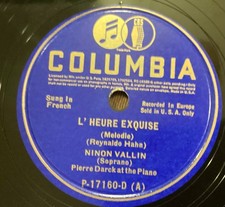 COLUMBIA
Sung In
French
Recorded In Europe
Sold in U.S.A. Only
L' HEURE EXQUISE
(Melodie)
(Reynaldo Hahn)
NINON VALLIN
(Soprano)
Pierre Darck at the Piano
P-17160-D (A)